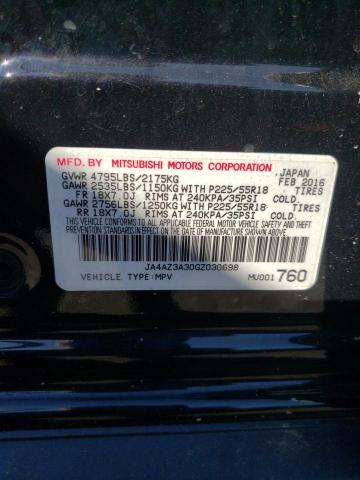 MFD. BY MITSUBISHI MOTORS CORPORATION JAPAN
GVWR 4795LBS/2175KG FEB 2016
GAWR 2535LBS/1150KG WITH P225/55R18 TIRES
FR 18X7.0J RIMS AT 240KPA/35PSI COLD.
GAWR 2756LBS/1250KG WITH P225/55R18 TIRES
RR 18X7.0J RIMS AT 240KPA/35PSI COLD.
THIS VEHICLE CONFORMS TO ALL APPLICABLE FEDERAL MOTOR VEHICLE
SAFETY AND THEFT PREVENTION STANDARDS IN EFFECT ON THE DATE
OF MANUFACTURE SHOWN ABOVE.
JA4AZ3A30GZ030698
VEHICLE TYPE:MPV MU001 760